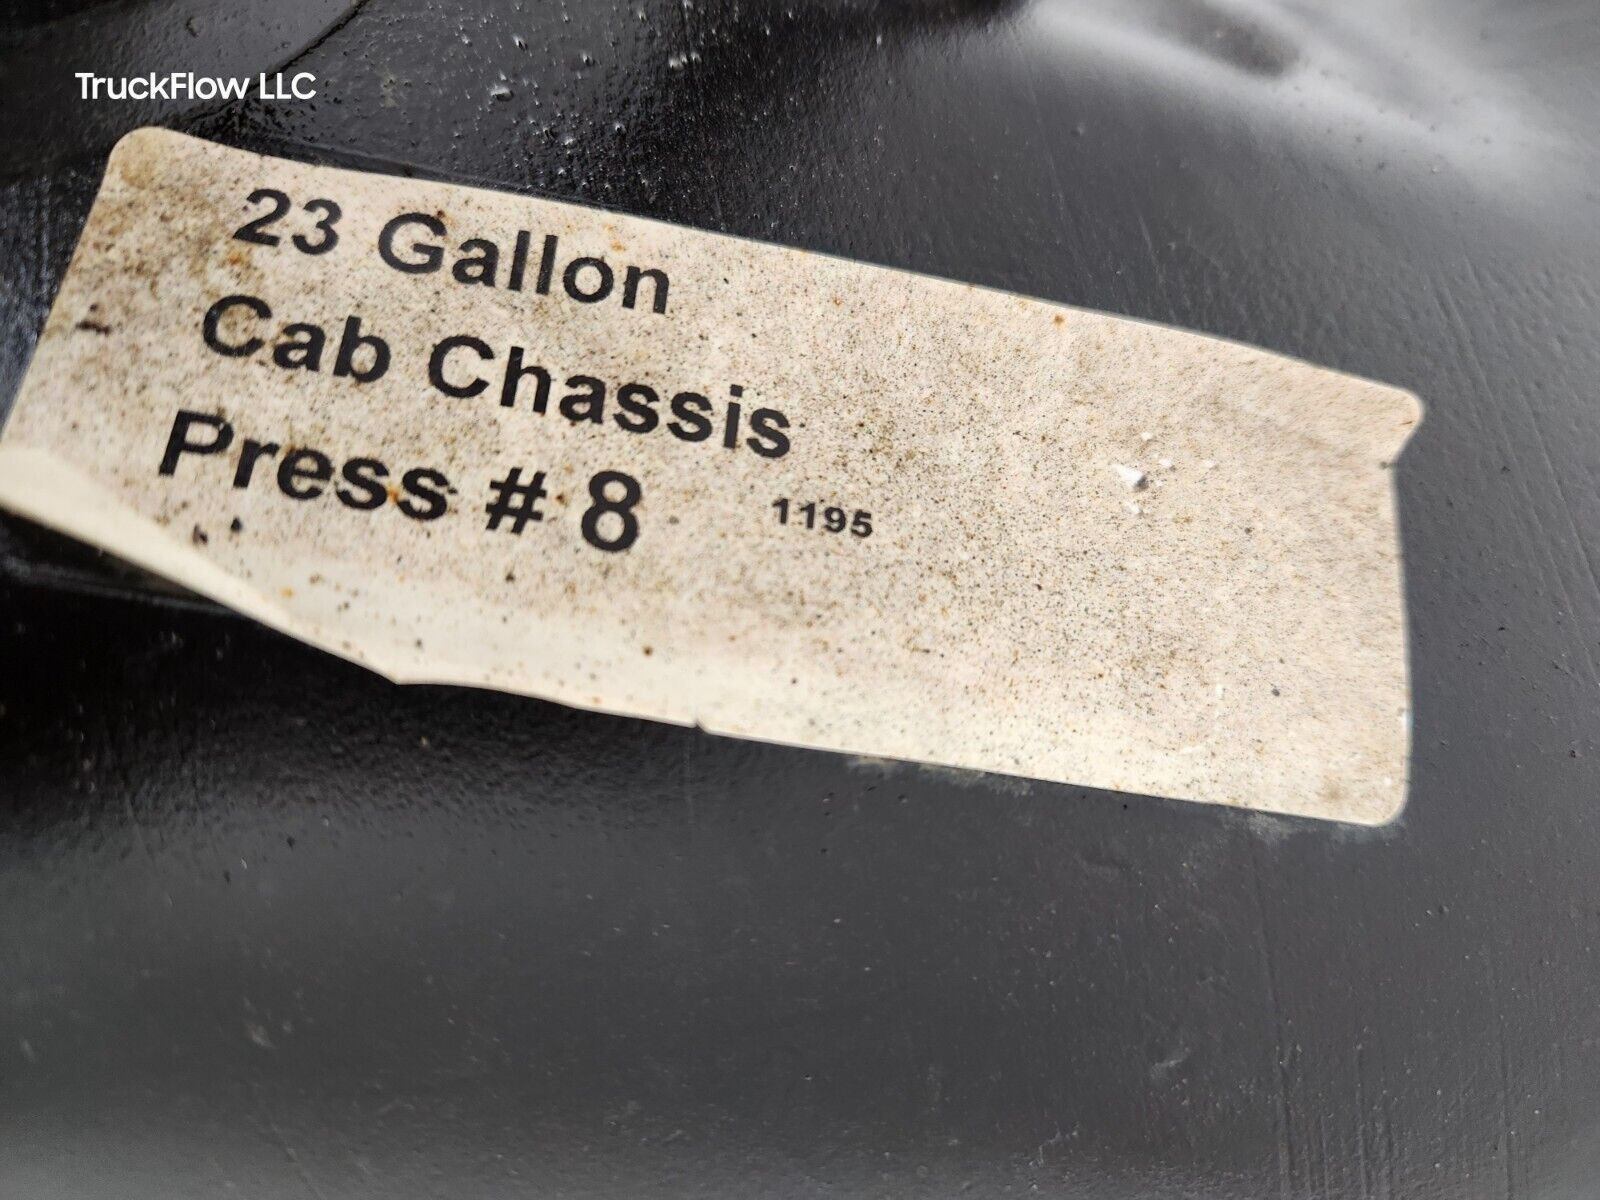 TruckFlow LLC
23 Gallon
Cab Chassis
Press # 8 1195